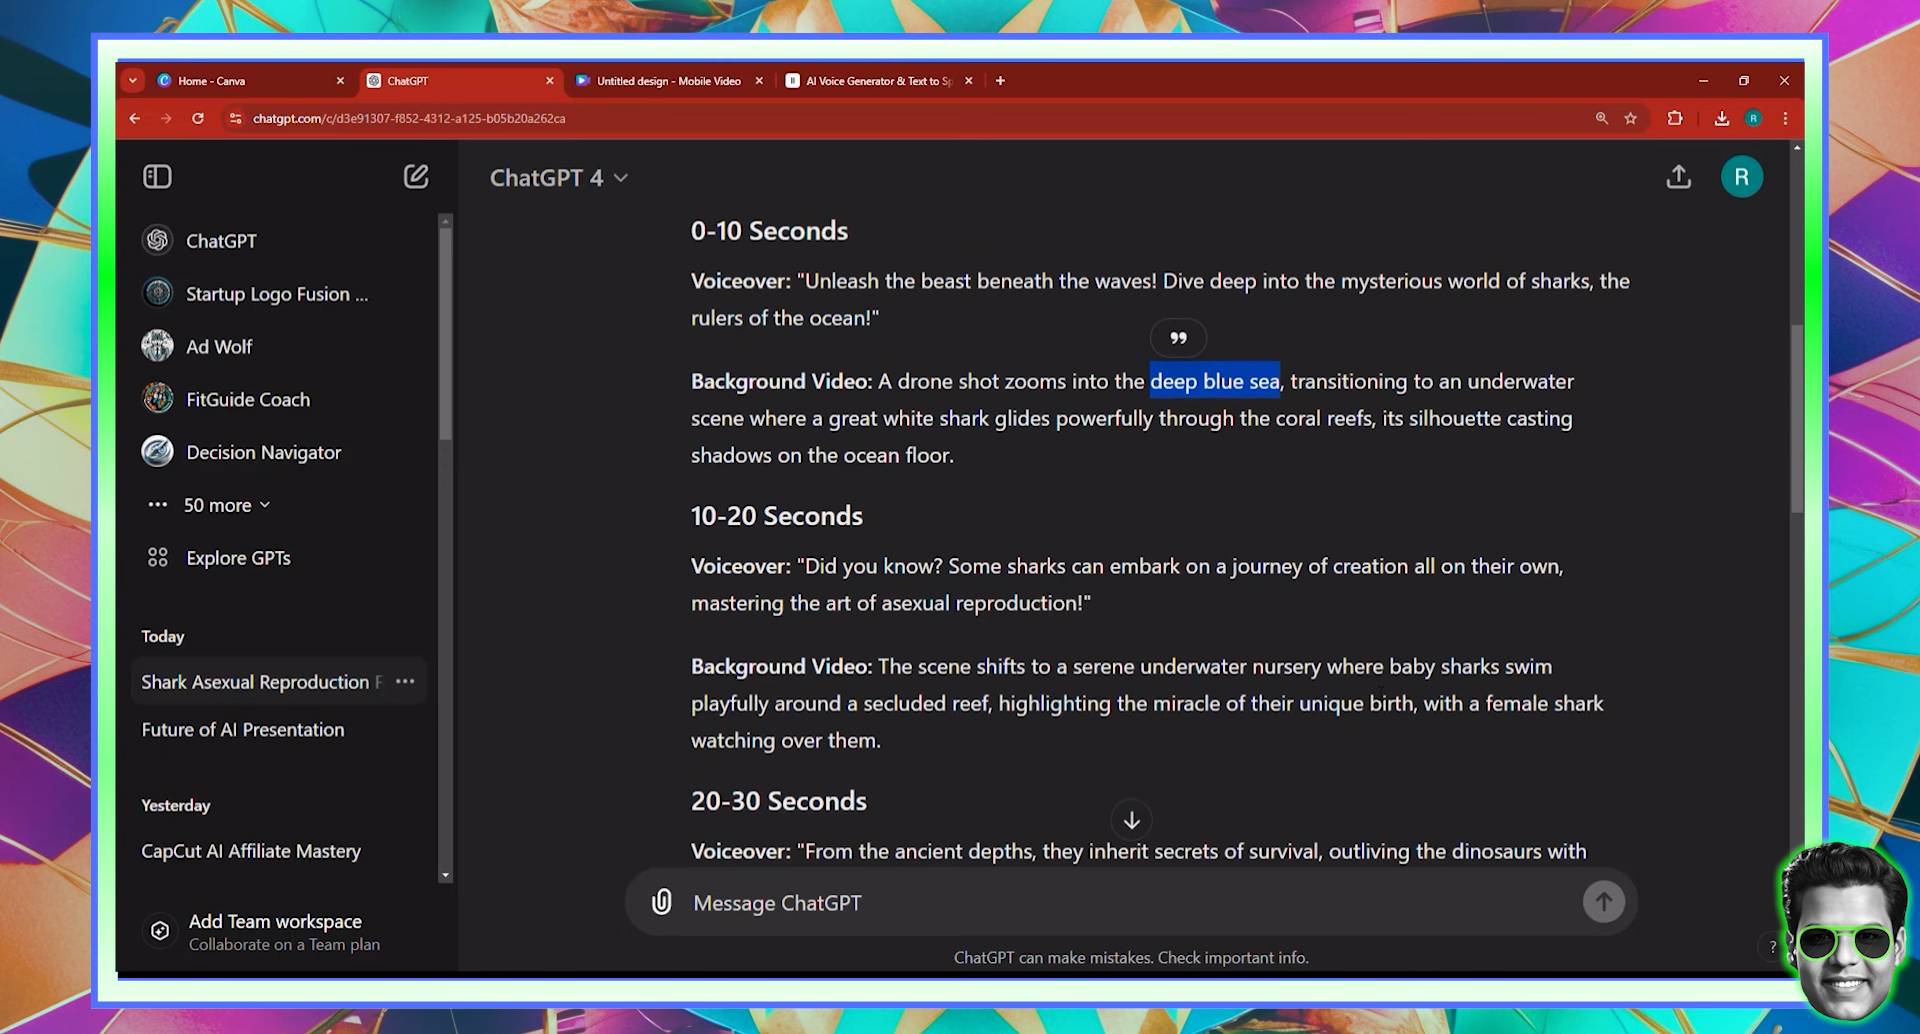 Home - Canva
ChatGPT
Untitled design - Mobile Video
AI Voice Generator & Text to Sp
chatgpt.com/c/d3e91307-f852-4312-a125-b05b20a262ca
R
ChatGPT 4
R
ChatGPT
Startup Logo Fusion ...
Ad Wolf
FitGuide Coach
Decision Navigator
50 more
Explore GPTs
Today
Shark Asexual Reproduction F
Future of AI Presentation
Yesterday
CapCut AI Affiliate Mastery
Add Team workspace
Collaborate on a Team plan
0-10 Seconds
Voiceover: "Unleash the beast beneath the waves! Dive deep into the mysterious world of sharks, the
rulers of the ocean!"
Background Video: A drone shot zooms into the deep blue sea, transitioning to an underwater
scene where a great white shark glides powerfully through the coral reefs, its silhouette casting
shadows on the ocean floor.
10-20 Seconds
Voiceover: "Did you know? Some sharks can embark on a journey of creation all on their own,
mastering the art of asexual reproduction!"
Background Video: The scene shifts to a serene underwater nursery where baby sharks swim
playfully around a secluded reef, highlighting the miracle of their unique birth, with a female shark
watching over them.
20-30 Seconds
Voiceover: "From the ancient depths, they inherit secrets of survival, outliving the dinosaurs with
Message ChatGPT
ChatGPT can make mistakes. Check important info.
?